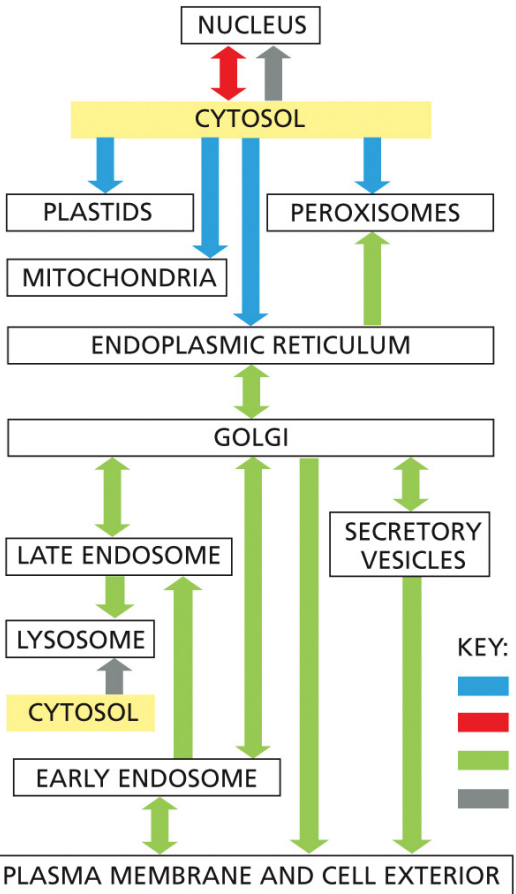 NUCLEUS
CYTOSOL
PLASTIDS
PEROXISOMES
MITOCHONDRIA
ENDOPLASMIC RETICULUM
GOLGI
LATE ENDOSOME
SECRETORY
VESICLES
LYSOSOME
KEY:
CYTOSOL
EARLY ENDOSOME
PLASMA MEMBRANE AND CELL EXTERIOR